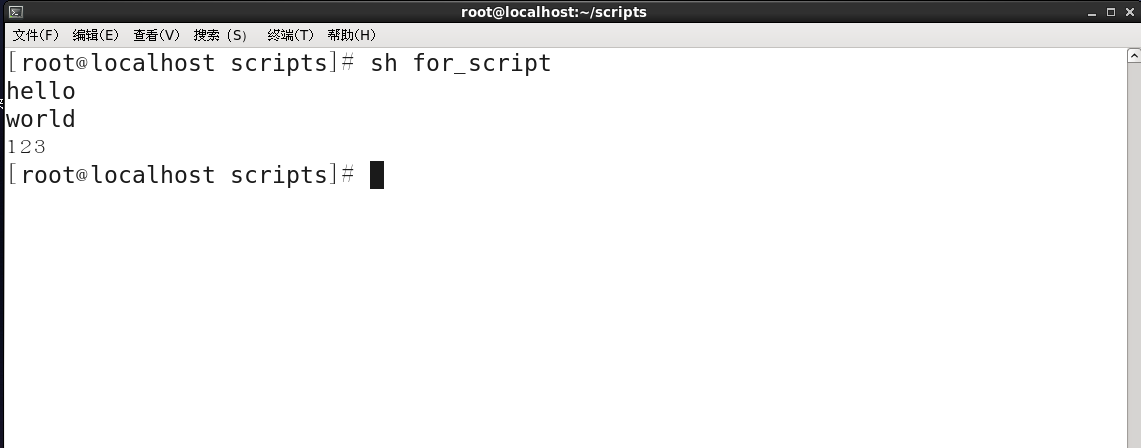 root@localhost:~/scripts
文件(F) 编辑(E) 查看(V) 搜索 (S) 终端(T) 帮助(H)
[root@localhost scripts]# sh for_script
hello
world
123
[root@localhost scripts]#